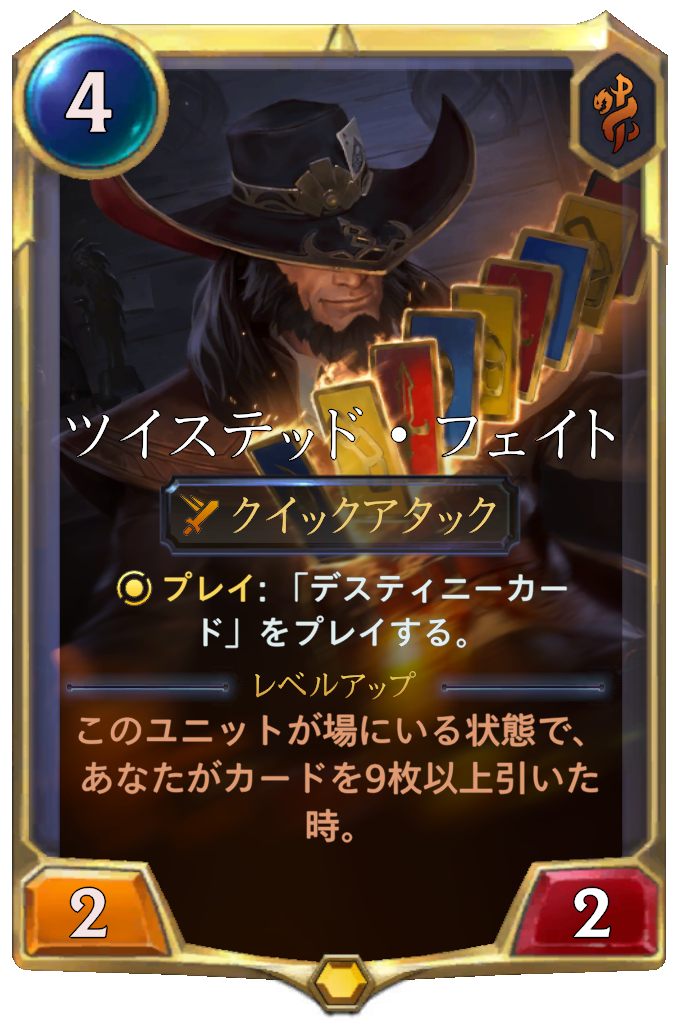 4
ツイステッド・フェイト
クイックアタック
プレイ:「デスティニーカー
ド」をプレイする。
レベルアップ
このユニットが場にいる状態で、
あなたがカードを9枚以上引いた
時。
2
2